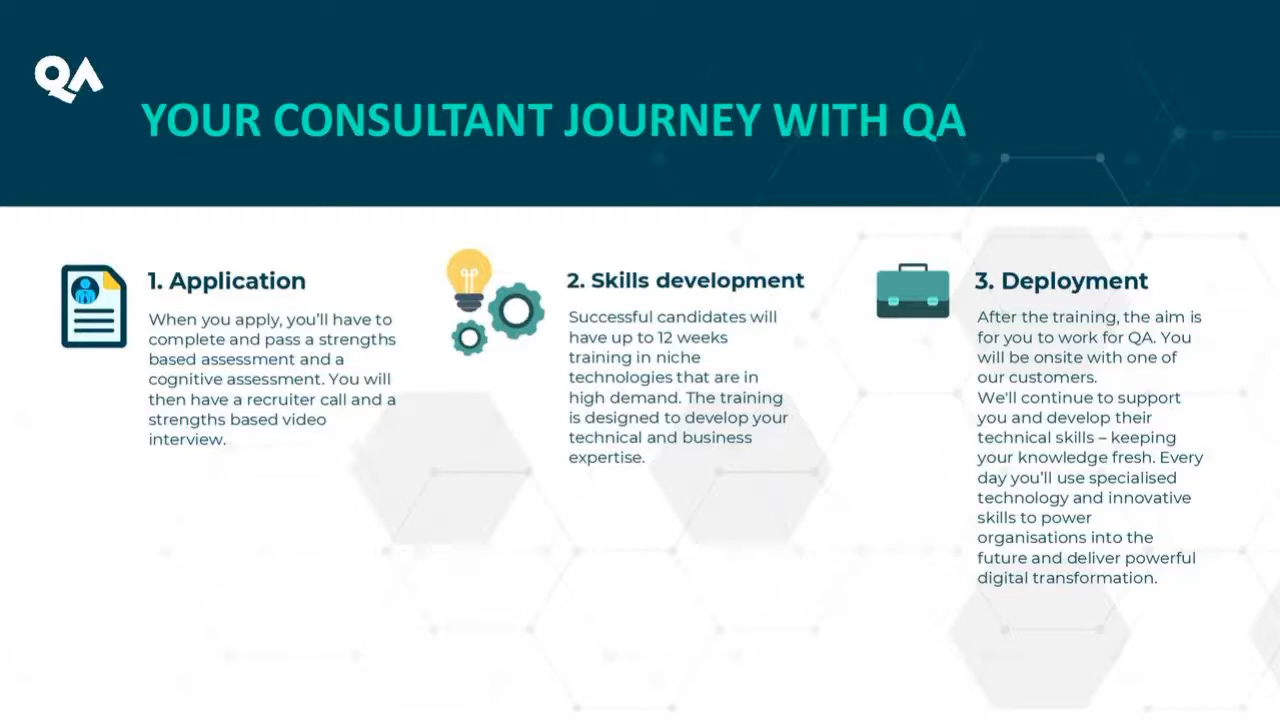 QA
YOUR CONSULTANT JOURNEY WITH QA
1. Application
When you apply, you’ll have to
complete and pass a strengths
based assessment and a
cognitive assessment. You will
then have a recruiter call and a
strengths based video
interview.
2. Skills development
Successful candidates will
have up to 12 weeks
training in niche
technologies that are in
high demand. The training
is designed to develop your
technical and business
expertise.
3. Deployment
After the training, the aim is
for you to work for QA. You
will be onsite with one of
our customers.
We'll continue to support
you and develop their
technical skills – keeping
your knowledge fresh. Every
day you’ll use specialised
technology and innovative
skills to power
organisations into the
future and deliver powerful
digital transformation.